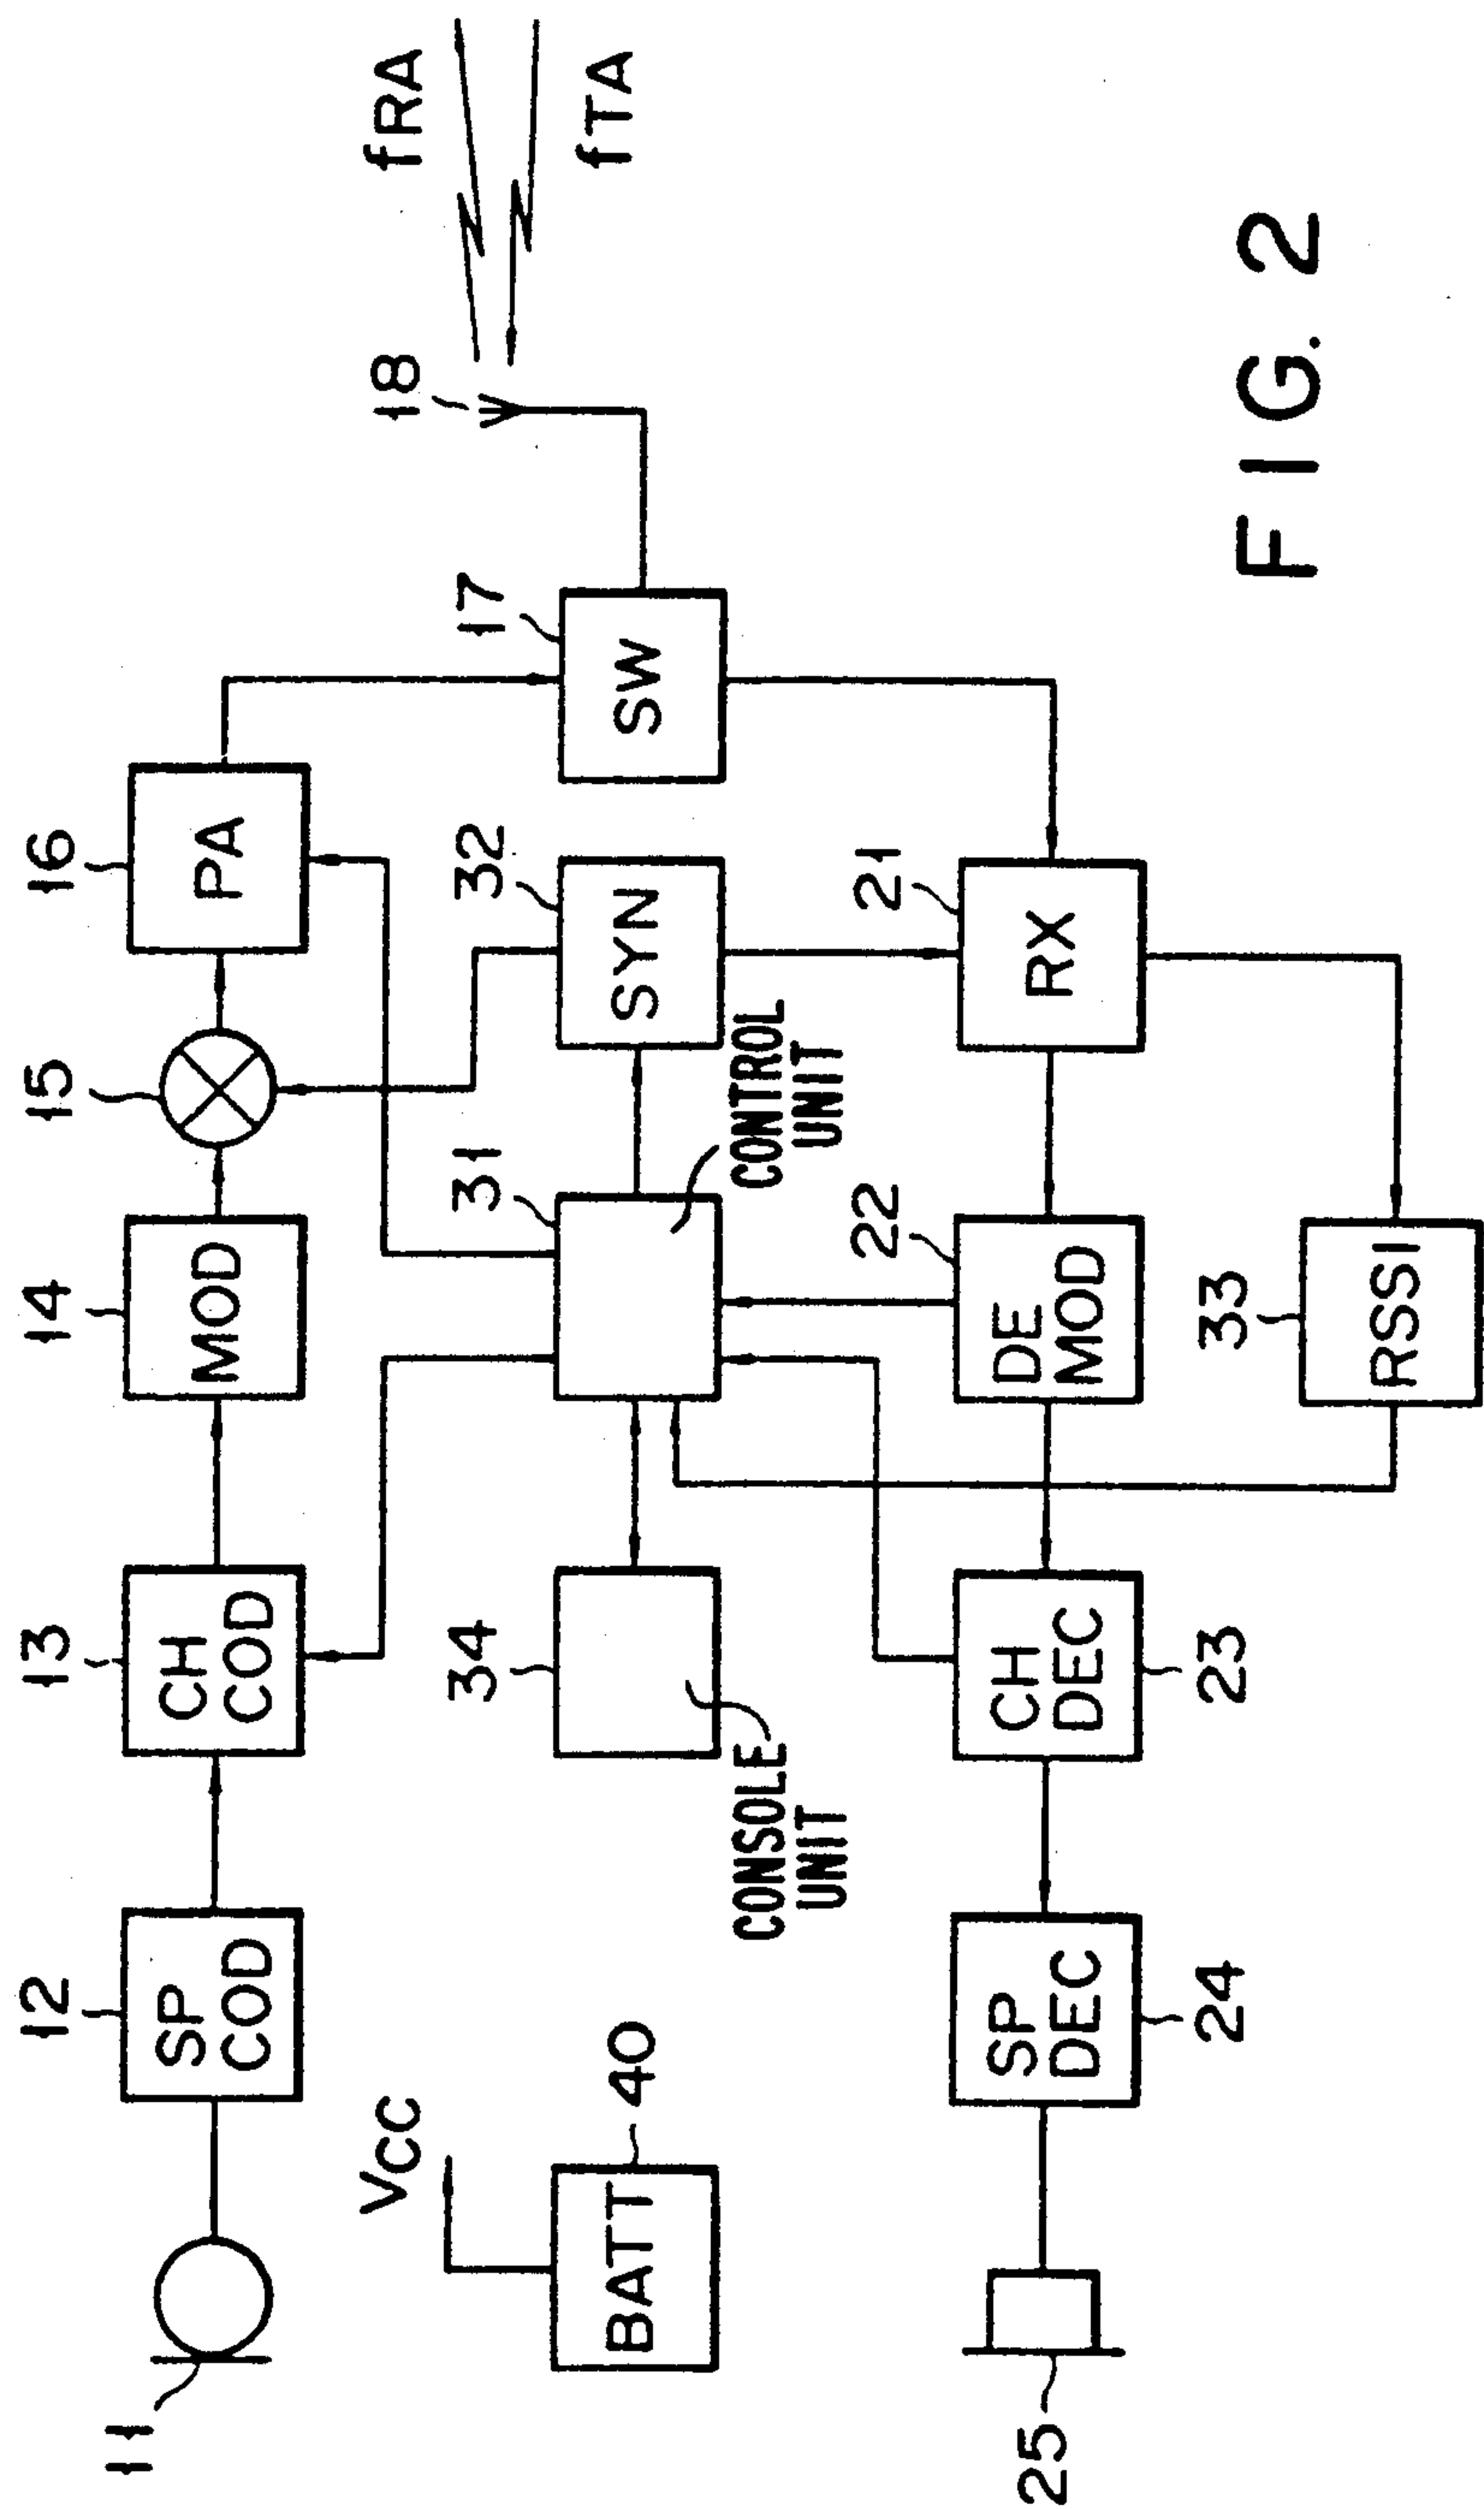 11
12
SP
COD
13
CH
COD
14
MOD
15
16
PA
fRA
fTA
18
17
SW
VCC
BATT
40
34
CONSOLE
UNIT
31
CONTROL
UNIT
32
SYN
25
SP
DEC
24
CH
DEC
23
22
DE
MOD
21
RX
33
RSSI
FIG. 2